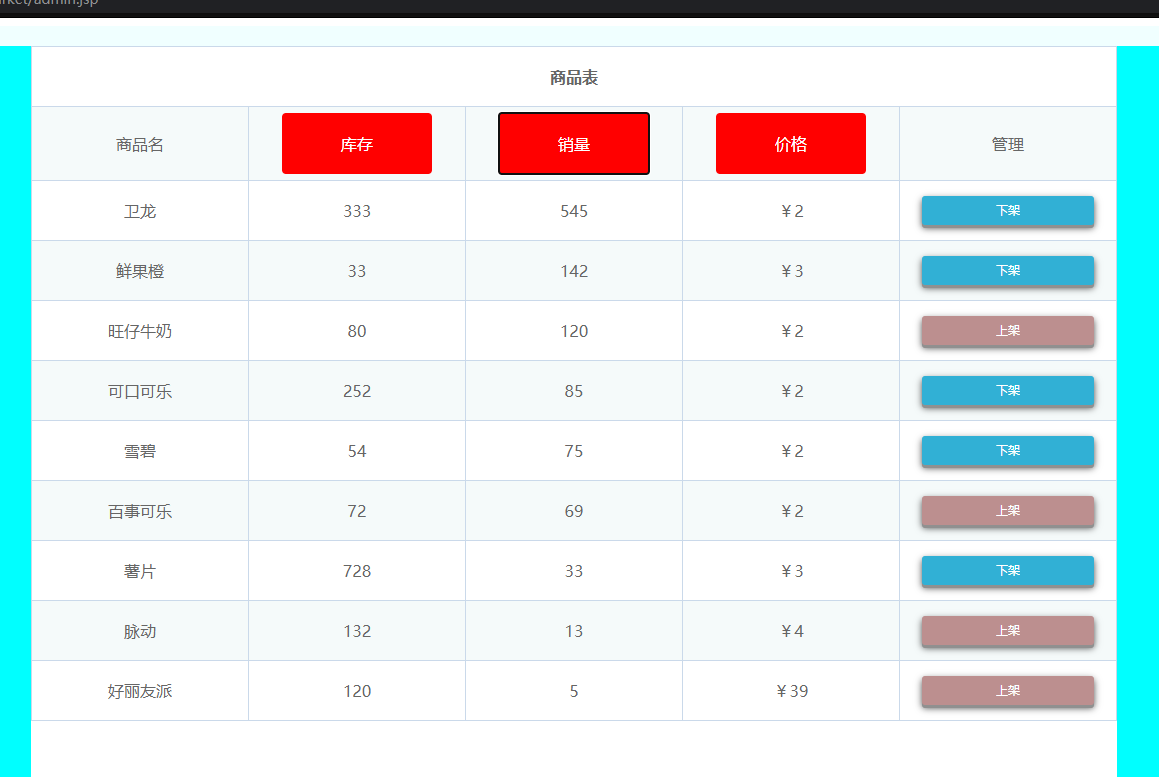 arket/admin.jsp
商品表
商品名 库存 销量 价格 管理
卫龙 333 545 ￥2 下架
鲜果橙 33 142 ￥3 下架
旺仔牛奶 80 120 ￥2 上架
可口可乐 252 85 ￥2 下架
雪碧 54 75 ￥2 下架
百事可乐 72 69 ￥2 上架
薯片 728 33 ￥3 下架
脉动 132 13 ￥4 上架
好丽友派 120 5 ￥39 上架